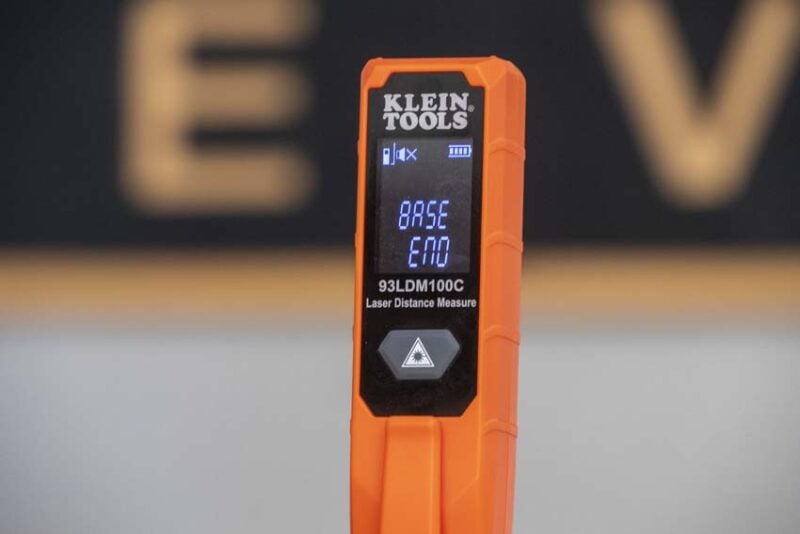 E V
KLEIN®
TOOLS
BASE
END
93LDM100C
Laser Distance Measure